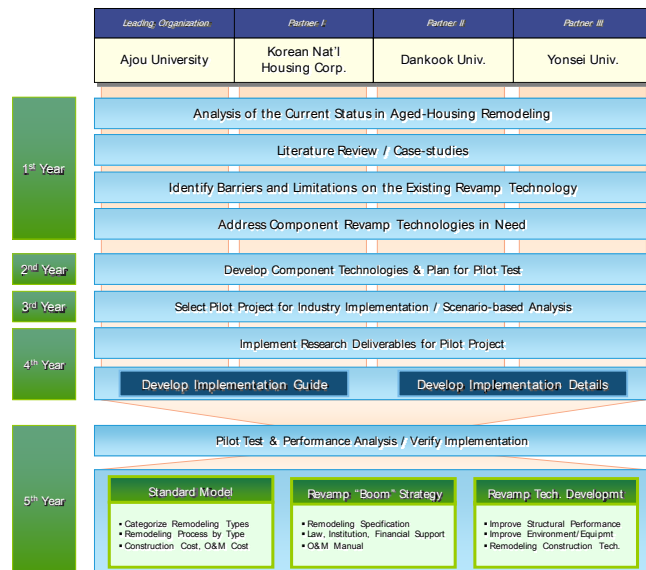 Leading Organization
Partner I
Partner II
Partner III
Ajou University
Korean Nat'l
Housing Corp.
Dankook Univ.
Yonsei Univ.
1st Year
Analysis of the Current Status in Aged-Housing Remodeling
Literature Review / Case-studies
Identify Barriers and Limitations on the Existing Revamp Technology
Address Component Revamp Technologies in Need
2nd Year
Develop Component Technologies & Plan for Pilot Test
3rd Year
Select Pilot Project for Industry Implementation / Scenario-based Analysis
4th Year
Implement Research Deliverables for Pilot Project
Develop Implementation Guide
Develop Implementation Details
5th Year
Pilot Test & Performance Analysis / Verify Implementation
Standard Model
▪ Categorize Remodeling Types
▪ Remodeling Process by Type
▪ Construction Cost, O&M Cost
Revamp "Boom" Strategy
▪ Remodeling Specification
▪ Law, Institution, Financial Support
▪ O&M Manual
Revamp Tech. Developmt
▪ Improve Structural Performance
▪ Improve Environment/Equipmt
▪ Remodeling Construction Tech.